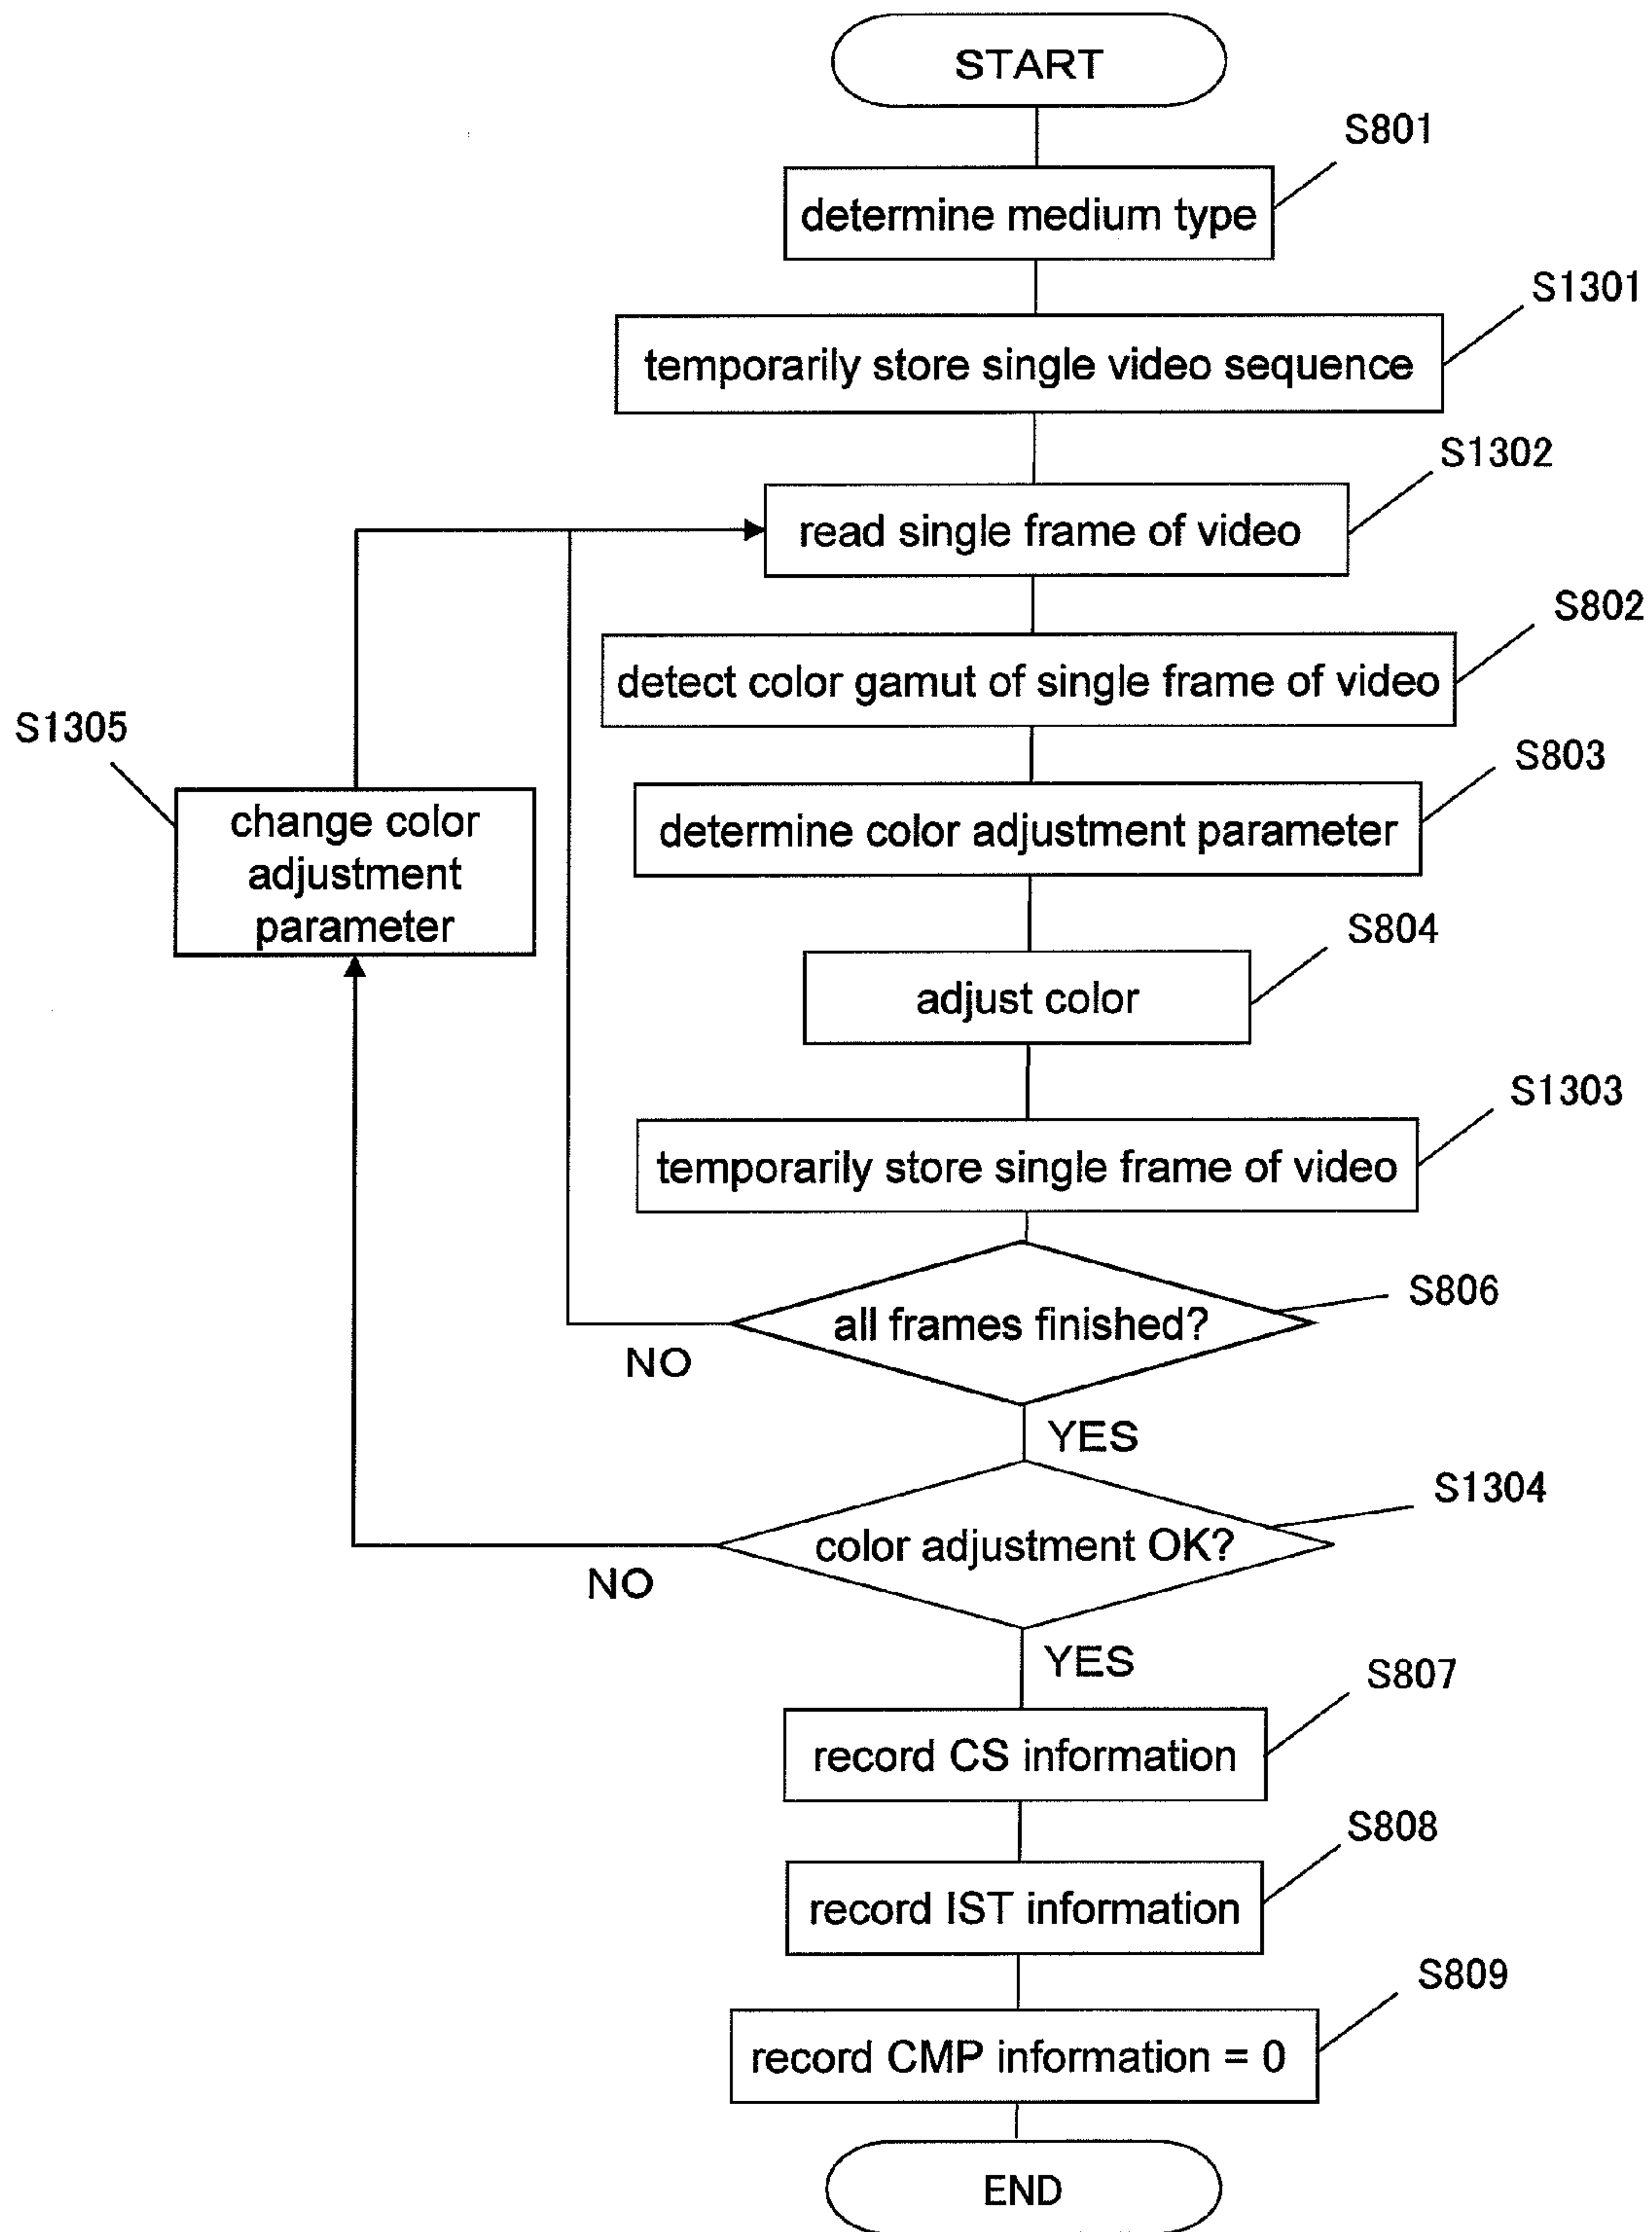 START
S801
determine medium type
S1301
temporarily store single video sequence
S1302
read single frame of video
S802
detect color gamut of single frame of video
S1305
S803
change color
adjustment
parameter
determine color adjustment parameter
S804
adjust color
S1303
temporarily store single frame of video
S806
all frames finished?
NO
YES
S1304
color adjustment OK?
NO
YES
S807
record CS information
S808
record IST information
S809
record CMP information = 0
END